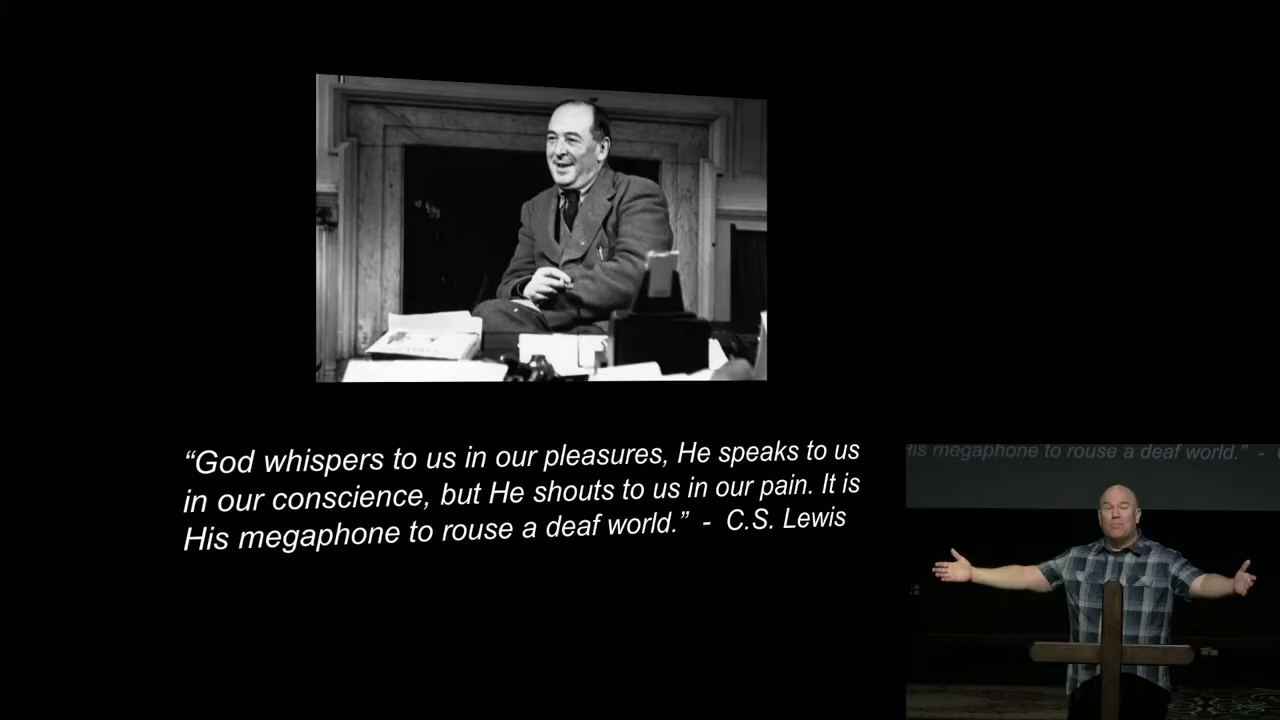 “God whispers to us in our pleasures, He speaks to us
in our conscience, but He shouts to us in our pain. It is
His megaphone to rouse a deaf world.” - C.S. Lewis
His megaphone to rouse a deaf world.” -